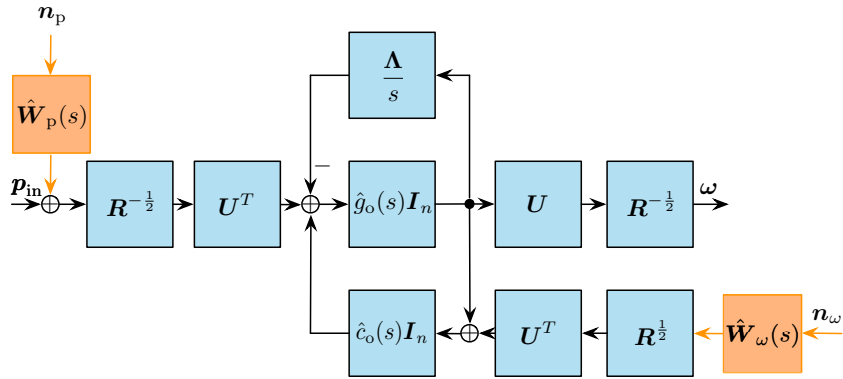 n_p
Ŵ_p(s)
p_in
R^{-1/2}
U^T
Λ/s
−
ĝ_o(s)I_n
U
R^{-1/2}
ω
ĉ_o(s)I_n
U^T
R^{1/2}
Ŵ_ω(s)
n_ω